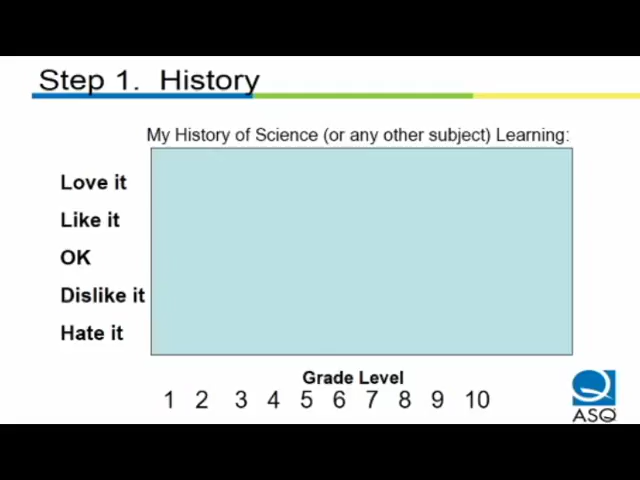 Step 1. History
My History of Science (or any other subject) Learning:
Love it
Like it
OK
Dislike it
Hate it
Grade Level
1 2 3 4 5 6 7 8 9 10
ASQ